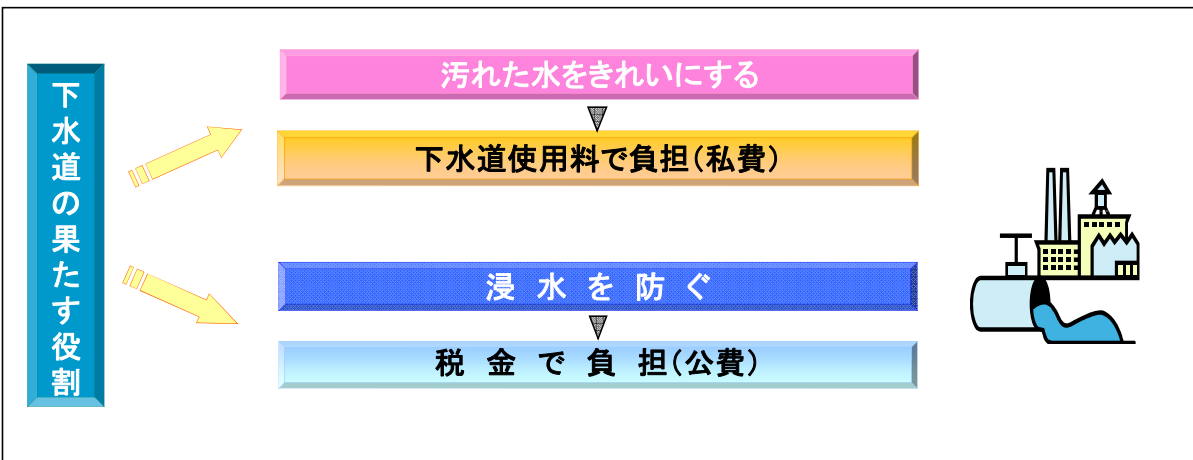 下水道の果たす役割
汚れた水をきれいにする
下水道使用料で負担(私費)
浸水を防ぐ
税金で負担(公費)